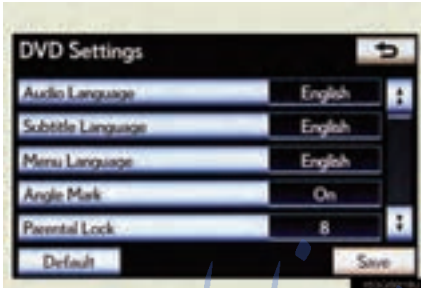 DVD Settings
Audio Language English
Subtitle Language English
Menu Language English
Angle Mark On
Parental Lock 8
Default Save